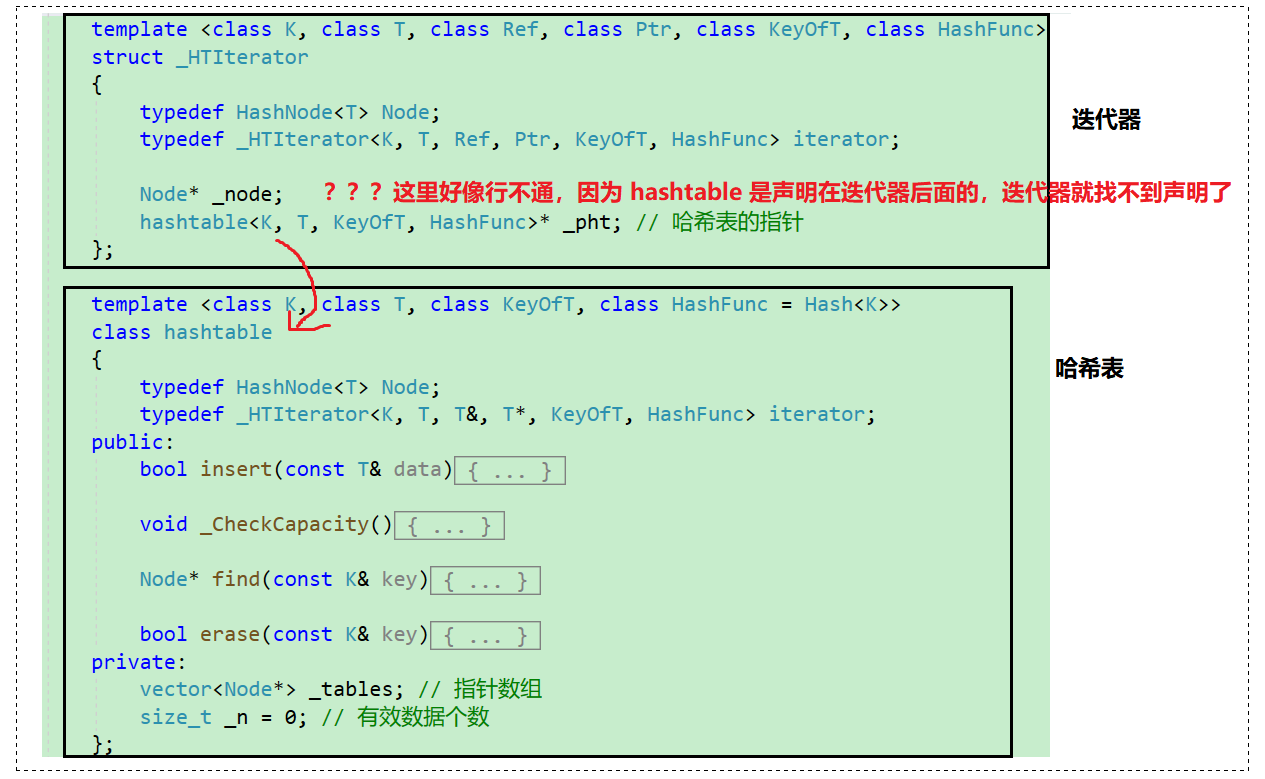 template <class K, class T, class Ref, class Ptr, class KeyOfT, class HashFunc>
struct _HTIterator
{
typedef HashNode<T> Node;
typedef _HTIterator<K, T, Ref, Ptr, KeyOfT, HashFunc> iterator;
迭代器
Node* _node; ？？？这里好像行不通，因为 hashtable 是声明在迭代器后面的，迭代器就找不到声明了
hashtable<K, T, KeyOfT, HashFunc>* _pht; // 哈希表的指针
};
template <class K, class T, class KeyOfT, class HashFunc = Hash<K>>
class hashtable
{
哈希表
typedef HashNode<T> Node;
typedef _HTIterator<K, T, T&, T*, KeyOfT, HashFunc> iterator;
public:
bool insert(const T& data){ ... }
void _CheckCapacity(){ ... }
Node* find(const K& key){ ... }
bool erase(const K& key){ ... }
private:
vector<Node*> _tables; // 指针数组
size_t _n = 0; // 有效数据个数
};